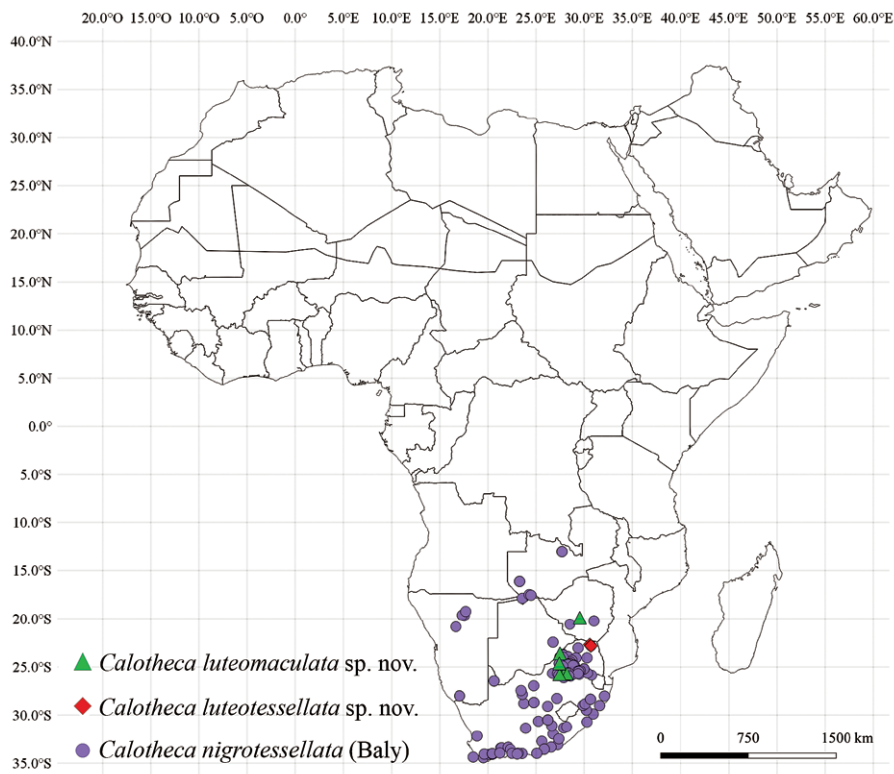 20.0°W 15.0°W 10.0°W 5.0°W 0.0°E 5.0°E 10.0°E 15.0°E 20.0°E 25.0°E 30.0°E 35.0°E 40.0°E 45.0°E 50.0°E 55.0°E 60.0°E
40.0°N
35.0°N
30.0°N
25.0°N
20.0°N
15.0°N
10.0°N
5.0°N
0.0°
5.0°S
10.0°S
15.0°S
20.0°S
25.0°S
30.0°S
35.0°S
Calotheca luteomaculata sp. nov.
Calotheca luteotessellata sp. nov.
Calotheca nigrotessellata (Baly)
0 750 1500 km